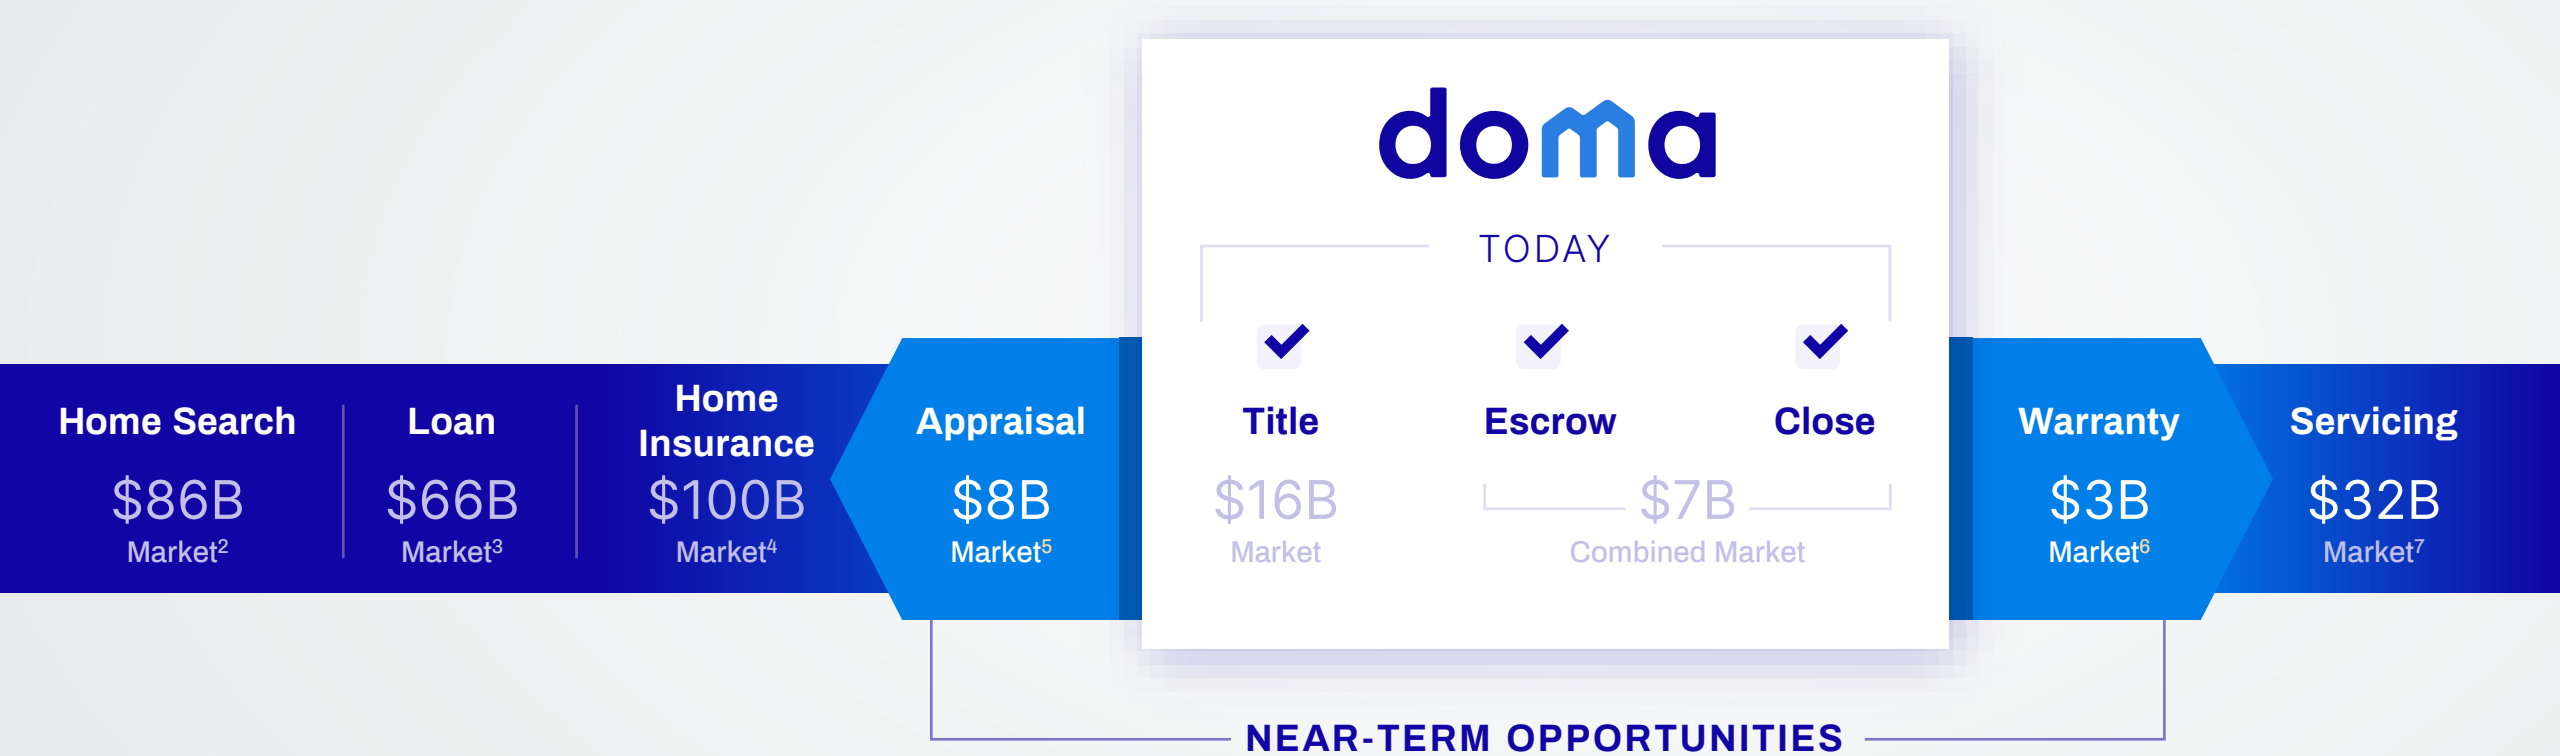 doma
TODAY
Home Search
$86B
Market2
Loan
$66B
Market3
Home
Insurance
$100B
Market4
Appraisal
$8B
Market5
Title
$16B
Market
Escrow
Close
$7B
Combined Market
Warranty
$3B
Market6
Servicing
$32B
Market7
NEAR-TERM OPPORTUNITIES